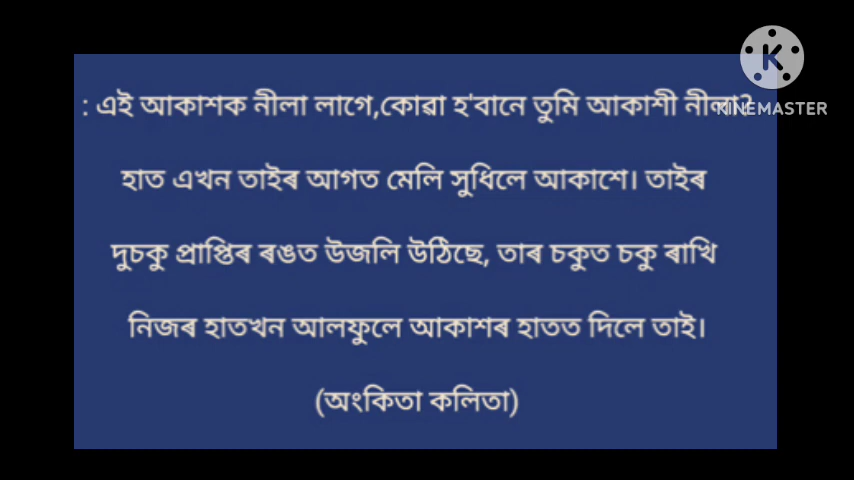 : এই আকাশক নীলা লাগে,কোৱা হ'বানে তুমি আকাশী নীলা?
KINEMASTER
হাত এখন তাইৰ আগত মেলি সুধিলে আকাশে। তাইৰ
দুচকু প্ৰাপ্তিৰ ৰঙত উজলি উঠিছে, তাৰ চকুত চকু ৰাখি
নিজৰ হাতখন আলফুলে আকাশৰ হাতত দিলে তাই।
(অংকিতা কলিতা)